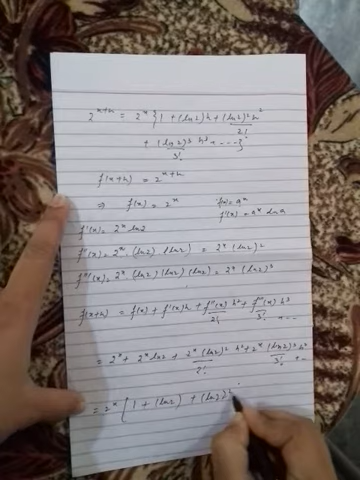 2^{x+h} = 2^x { 1 + (ln2)h + (ln2)^2/2! h^2
+ (ln2)^3/3! h^3 + ----- }
f(x+h) = 2^{x+h}
⇒ f(x) = 2^x    f(x) = a^x
f'(x) = a^x ln a
f'(x) = 2^x ln2
f''(x) = 2^x (ln2) (ln2) = 2^x (ln2)^2
f'''(x) = 2^x (ln2) (ln2) (ln2) = 2^x (ln2)^3
f(x+h) = f(x) + f'(x)h + f''(x)/2! h^2 + f'''(x)/3! h^3 ---
= 2^x + 2^x ln2 + 2^x (ln2)^2/2! h^2 + 2^x (ln2)^3/3! h^3 + --
= 2^x [ 1 + (ln2) + (ln2)^2